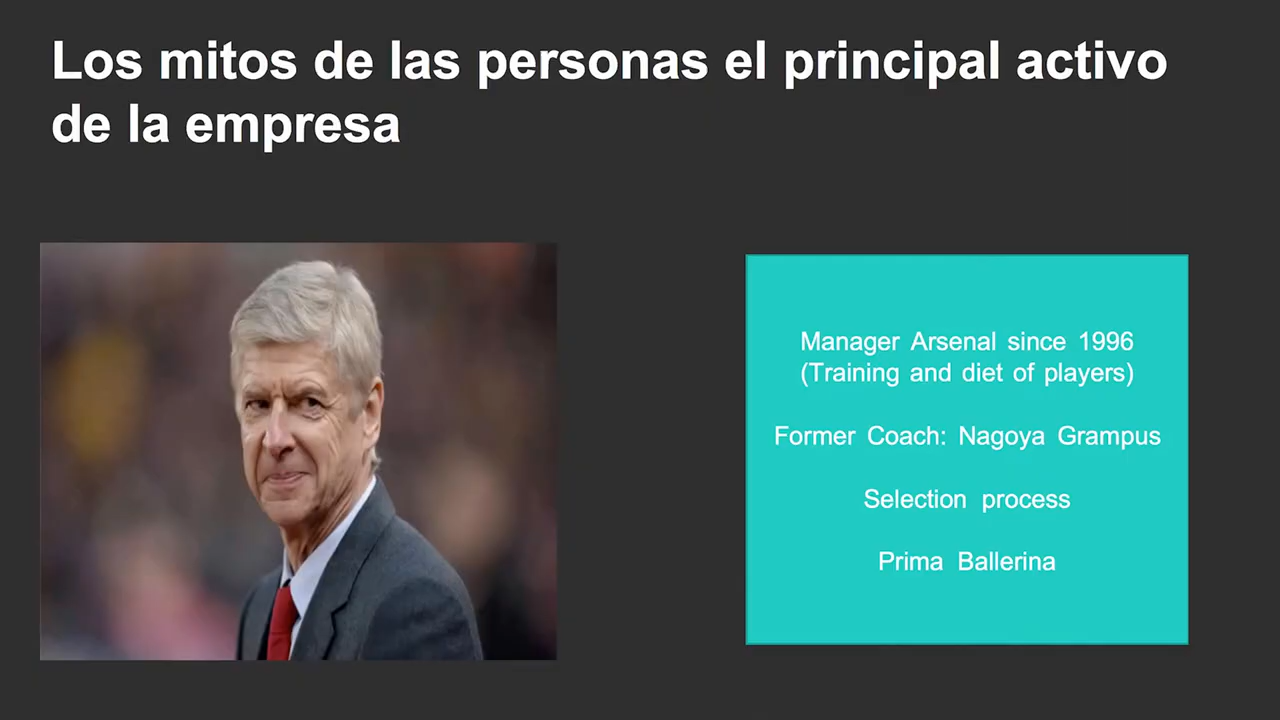 Los mitos de las personas el principal activo
de la empresa
Manager Arsenal since 1996
(Training and diet of players)
Former Coach: Nagoya Grampus
Selection process
Prima Ballerina